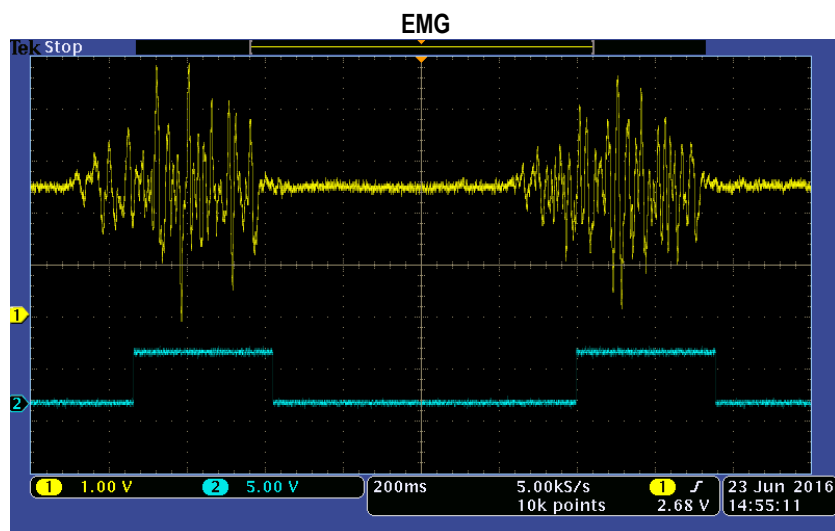 EMG
Tek Stop
1
2
1 1.00 V 2 5.00 V 200ms 5.00kS/s 1 23 Jun 2016
10k points 2.68 V 14:55:11